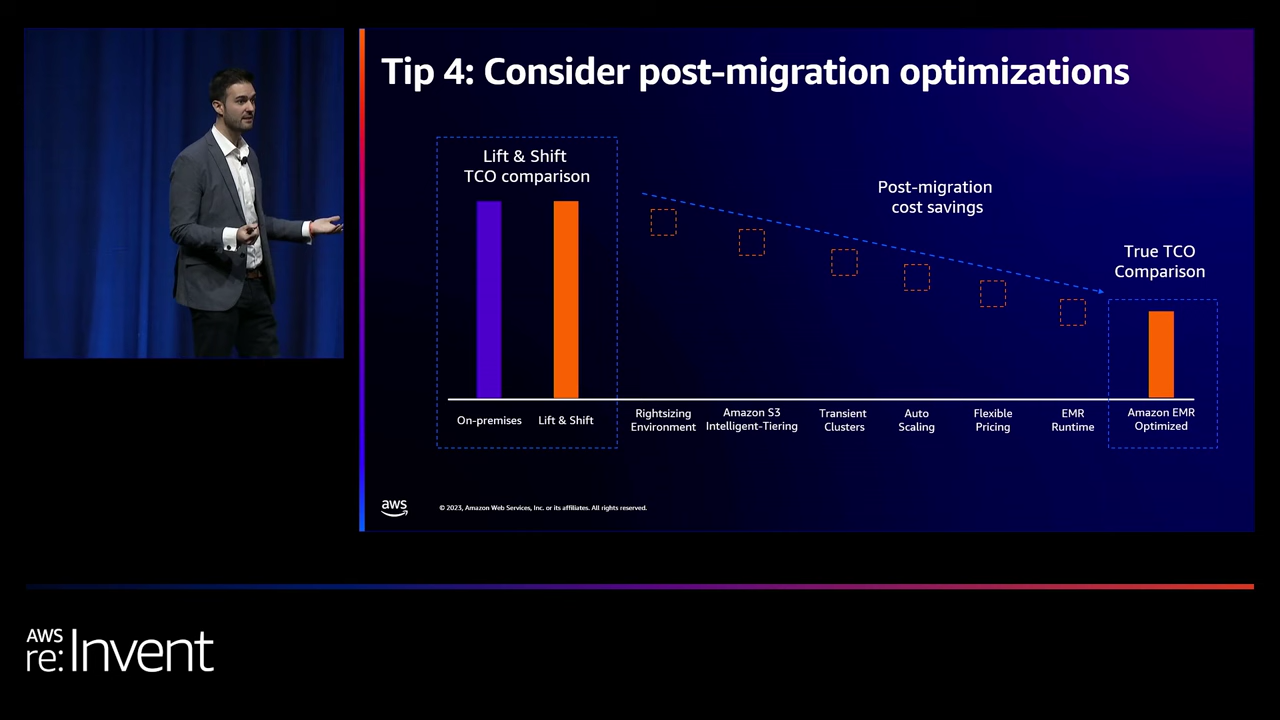 Tip 4: Consider post-migration optimizations
Lift & Shift
TCO comparison
Post-migration
cost savings
True TCO
Comparison
On-premises
Lift & Shift
Rightsizing
Environment
Amazon S3
Intelligent-Tiering
Transient
Clusters
Auto
Scaling
Flexible
Pricing
EMR
Runtime
Amazon EMR
Optimized
aws
© 2023, Amazon Web Services, Inc. or its affiliates. All rights reserved.
AWS
re:Invent